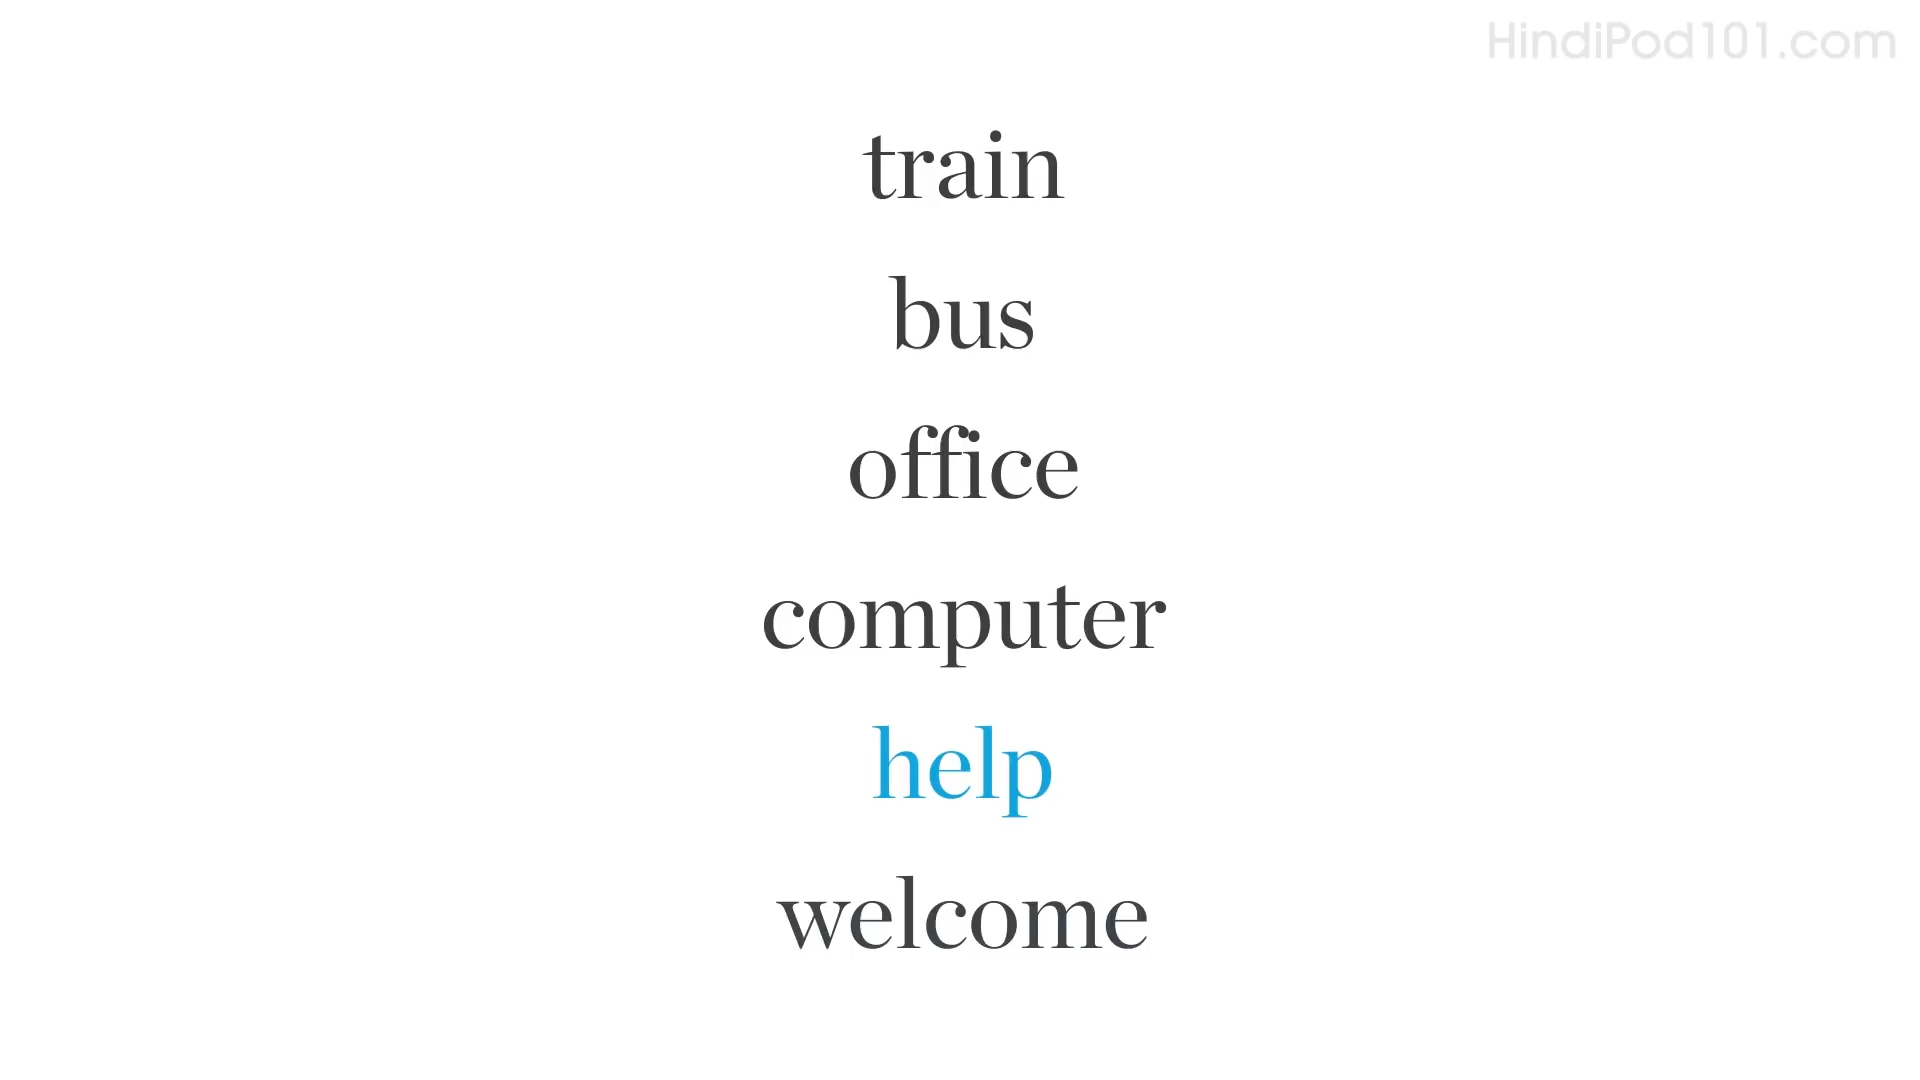 HindiPod101.com
train
bus
office
computer
help
welcome